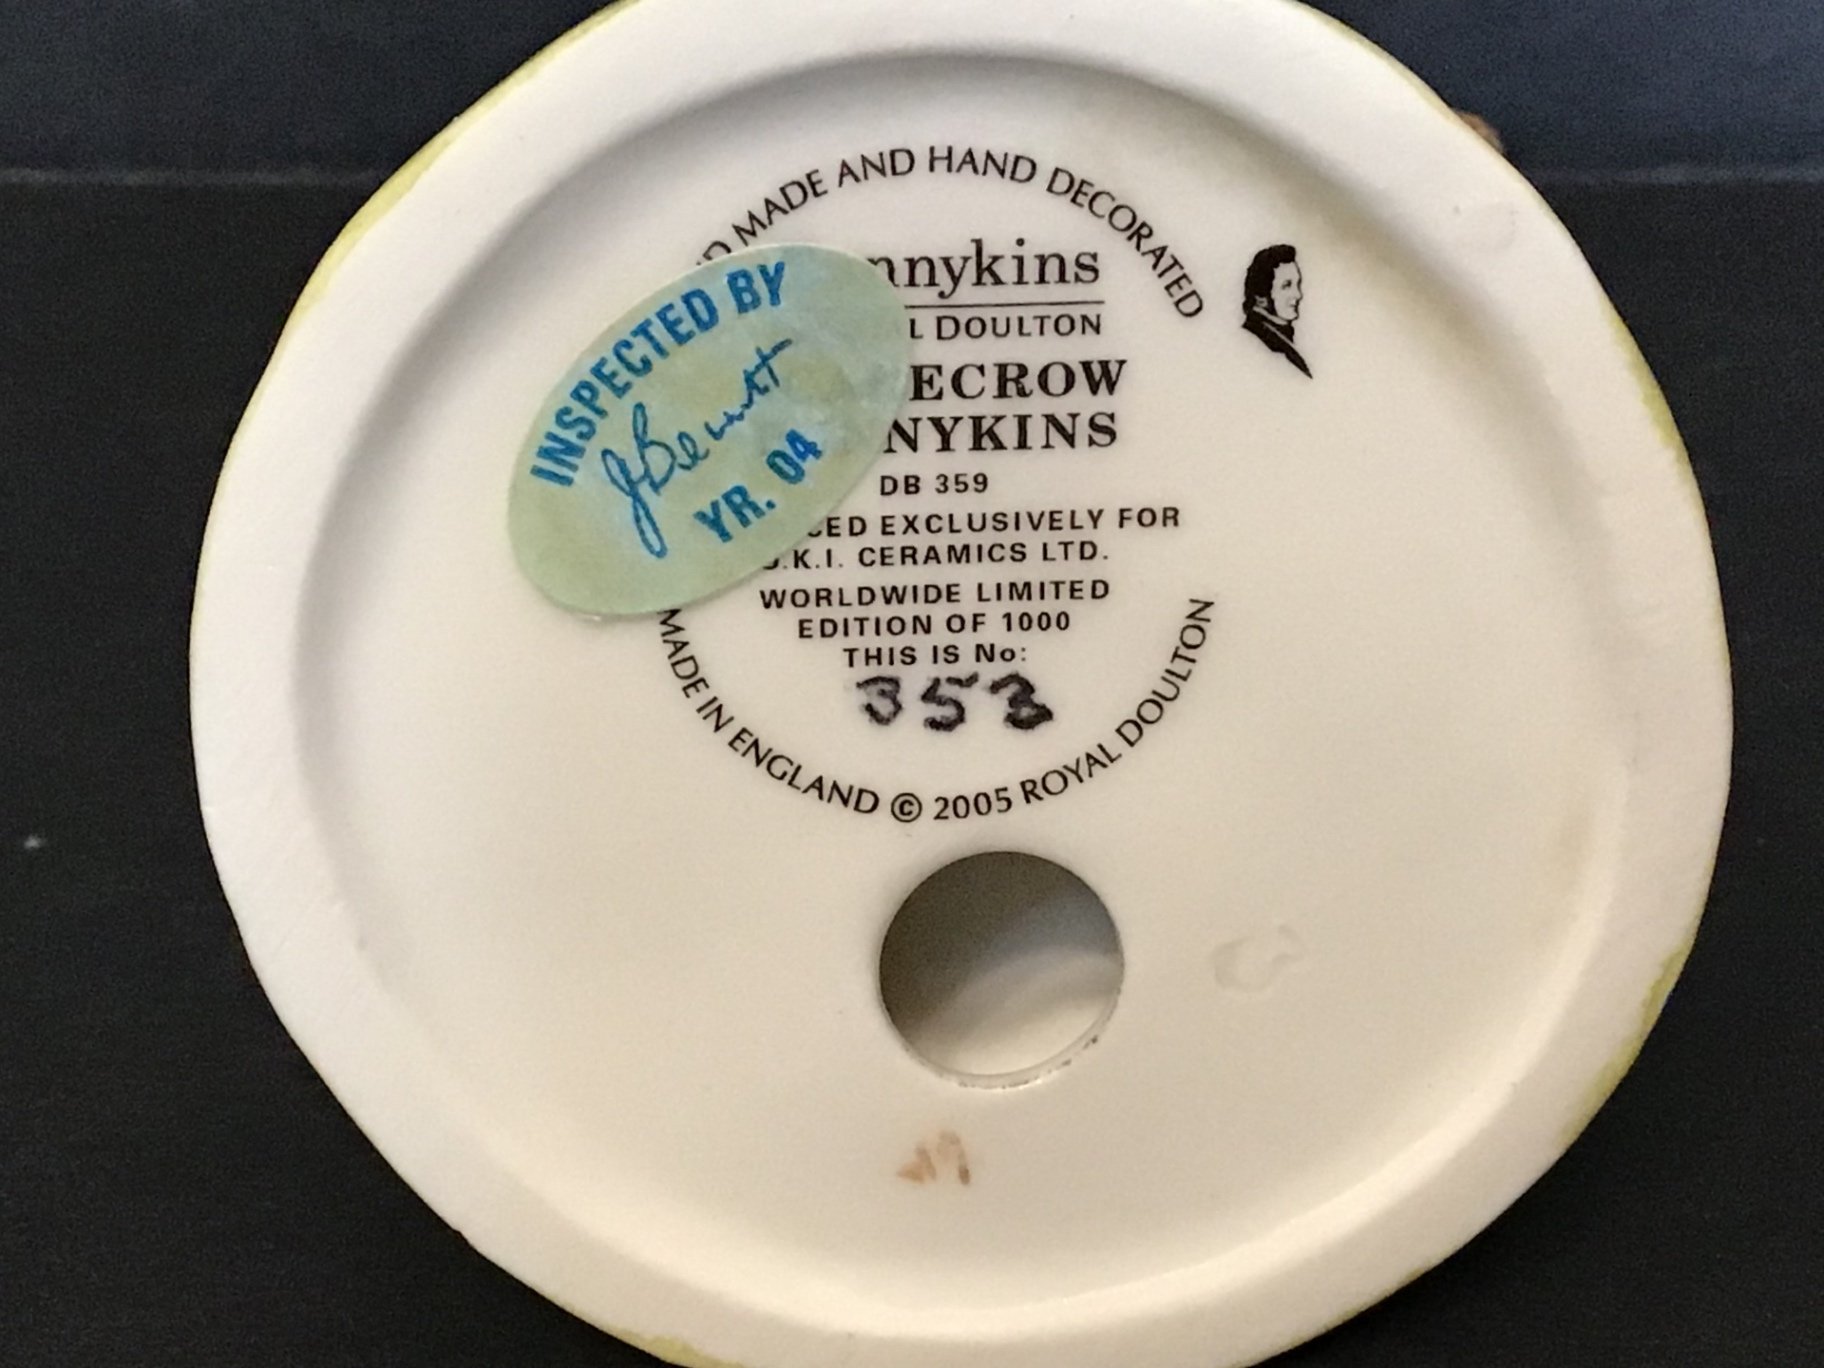 MADE AND HAND DECORATED
nnykins
L DOULTON
ECROW
NYKINS
DB 359
CED EXCLUSIVELY FOR
.K.I. CERAMICS LTD.
WORLDWIDE LIMITED
EDITION OF 1000
THIS IS No:
353
MADE IN ENGLAND © 2005 ROYAL DOULTON
INSPECTED BY
J Bennett
YR. 04